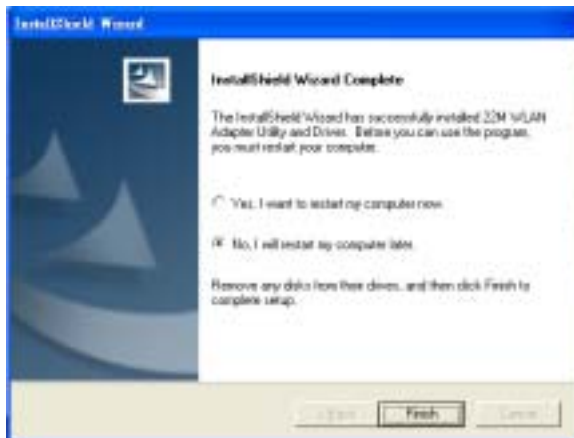 InstallShield Wizard
InstallShield Wizard Complete
The InstallShield Wizard has successfully installed 22M WLAN
Adapter Utility and Driver. Before you can use the program,
you must restart your computer.
Yes, I want to restart my computer now.
No, I will restart my computer later.
Remove any disks from their drives, and then click Finish to
complete setup.
< Back
Finish
Cancel